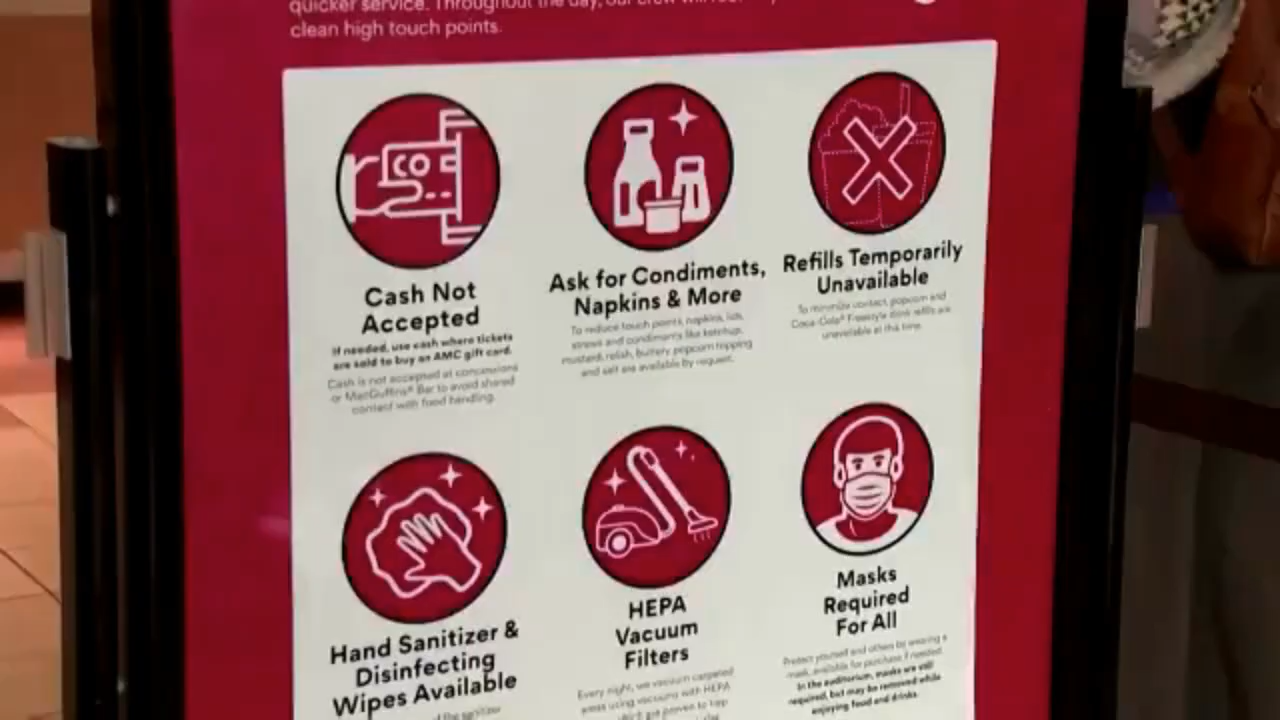 quicker service. Throughout the day, our crew will
clean high touch points.
CO
Cash Not
Accepted
If needed, use cash where tickets
are sold to buy an AMC gift card.
Cash is not accepted at concessions
or MacGuffins® Bar to avoid shared
contact with food handling.
Ask for Condiments,
Napkins & More
To reduce touch points, napkins, lids,
straws and condiments like ketchup,
mustard, relish, buttery popcorn topping
and salt are available by request.
Refills Temporarily
Unavailable
To minimize contact, popcorn and
Coca-Cola® Freestyle drink refills are
unavailable at this time.
Hand Sanitizer &
Disinfecting
Wipes Available
HEPA
Vacuum
Filters
Every night, we vacuum carpeted
areas using vacuums with HEPA
Masks
Required
For All
Protect yourself and others by wearing a
mask, available for purchase if needed.
In the auditorium, masks are still
required, but may be removed while
enjoying food and drinks.